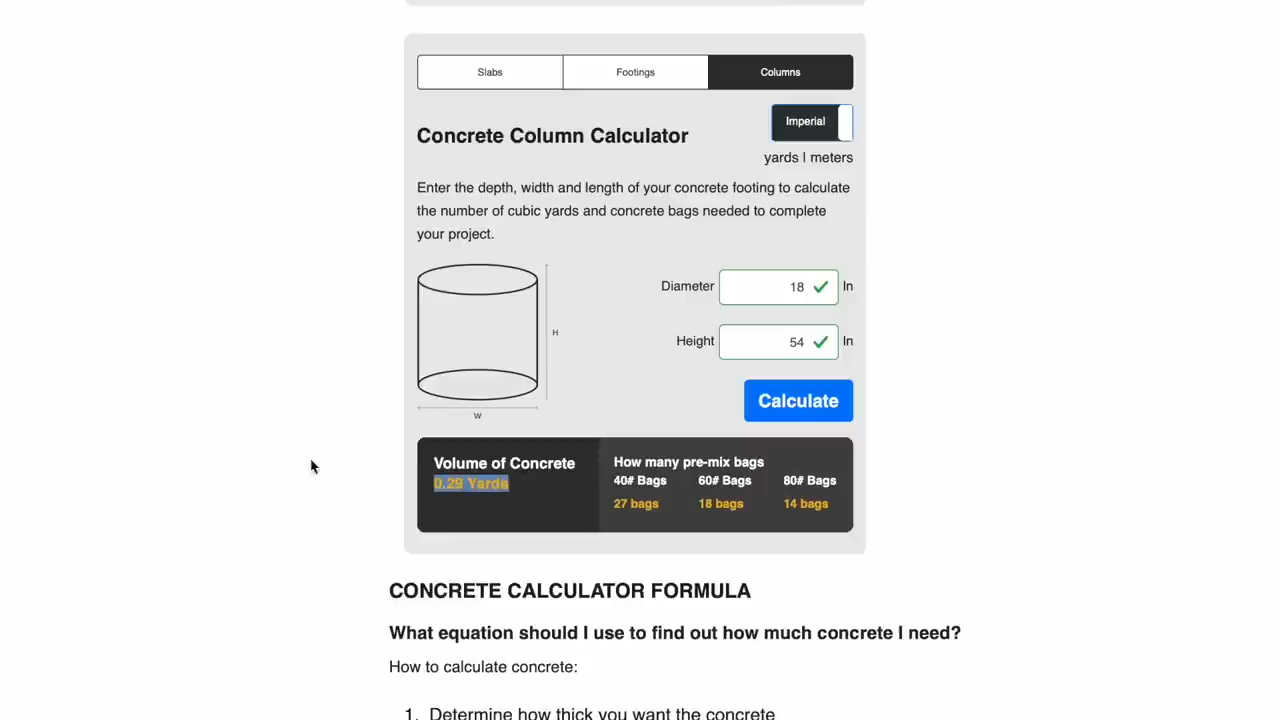 Slabs Footings Columns
Imperial
Concrete Column Calculator
yards | meters
Enter the depth, width and length of your concrete footing to calculate
the number of cubic yards and concrete bags needed to complete
your project.
Diameter 18 In
H
Height 54 In
W
Calculate
Volume of Concrete
0.29 Yards
How many pre-mix bags
40# Bags 60# Bags 80# Bags
27 bags 18 bags 14 bags
CONCRETE CALCULATOR FORMULA
What equation should I use to find out how much concrete I need?
How to calculate concrete:
1. Determine how thick you want the concrete